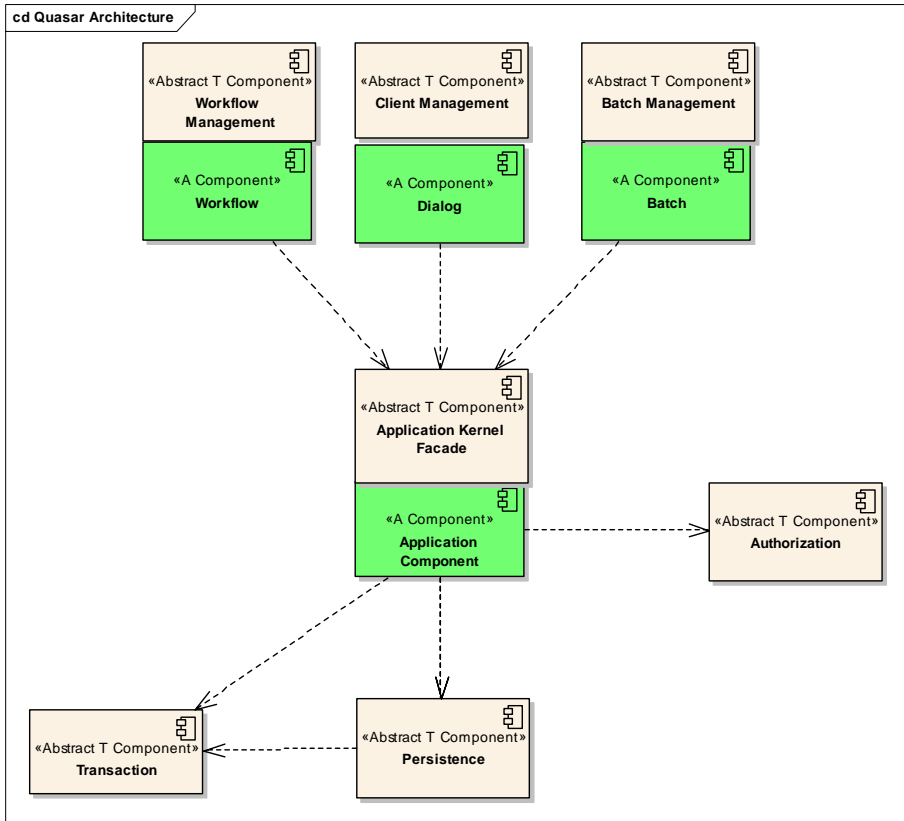 cd Quasar Architecture
«Abstract T Component»
Workflow
Management
«Abstract T Component»
Client Management
«Abstract T Component»
Batch Management
«A Component»
Workflow
«A Component»
Dialog
«A Component»
Batch
«Abstract T Component»
Application Kernel
Facade
«A Component»
Application
Component
«Abstract T Component»
Authorization
«Abstract T Component»
Transaction
«Abstract T Component»
Persistence